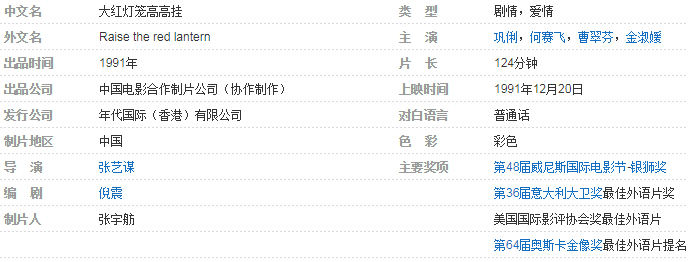 中文名 大红灯笼高高挂 类 型 剧情，爱情
外文名 Raise the red lantern 主 演 巩俐，何赛飞，曹翠芬，金淑媛
出品时间 1991年 片 长 124分钟
出品公司 中国电影合作制片公司（协作制作） 上映时间 1991年12月20日
发行公司 年代国际（香港）有限公司 对白语言 普通话
制片地区 中国 色 彩 彩色
导 演 张艺谋 主要奖项 第48届威尼斯国际电影节-银狮奖
编 剧 倪震 第36届意大利大卫奖最佳外语片奖
制片人 张宇舫 美国国际影评协会奖最佳外语片
第64届奥斯卡金像奖最佳外语片提名